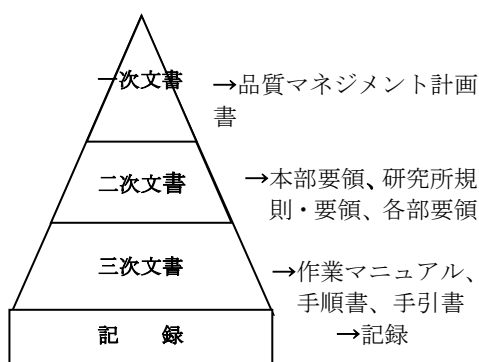 一次文書 →品質マネジメント計画
書
二次文書 →本部要領、研究所規
則・要領、各部要領
三次文書 →作業マニュアル、
手順書、手引書
記 録 →記録